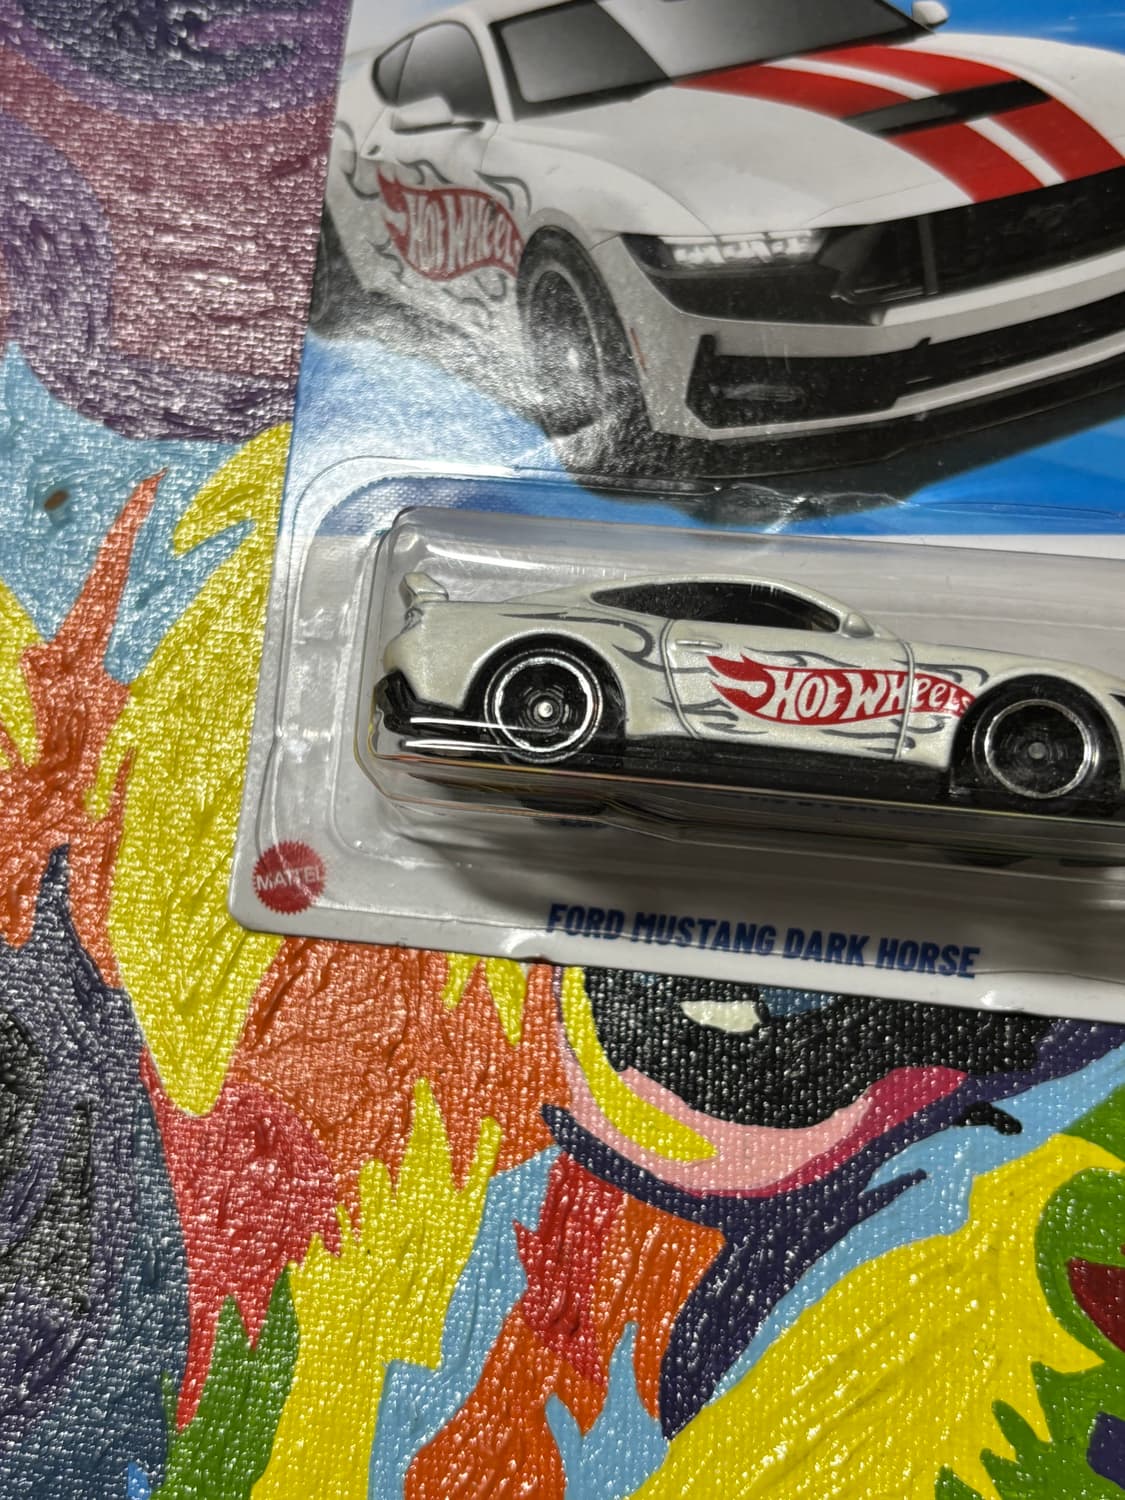 HOT WHEELS
HOT WHEELS
MATTEL
FORD MUSTANG DARK HORSE